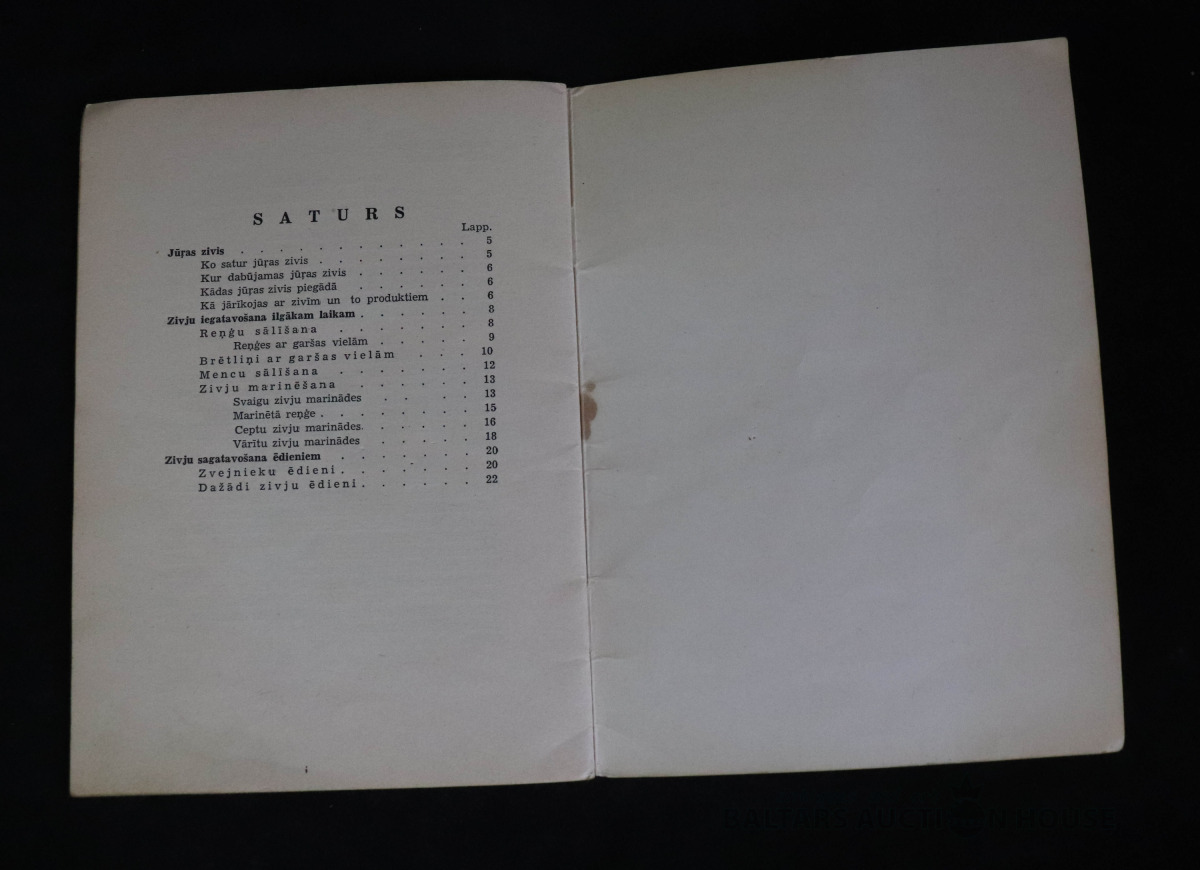 SATURS
Lapp.
Jūŗas zivis . . . . . . . . . . . . 5
Ko satur jūŗas zivis . . . . . . . . 5
Kur dabūjamas jūŗas zivis . . . . . . 6
Kādas jūŗas zivis piegādā . . . . . . 6
Kā jārīkojas ar zivīm un to produktiem . . 6
Zivju iegatavošana ilgākam laikam . . . . . . 8
Reņģu sālīšana . . . . . . . 8
Reņģes ar garšas vielām . . . . . 9
Brētliņi ar garšas vielām . . . 10
Mencu sālīšana . . . . . . . 12
Zivju marinēšana . . . . . . 13
Svaigu zivju marinādes . . . . . 13
Marinētā reņģe . . . . . . . . 15
Ceptu zivju marinādes. . . . . . 16
Vārītu zivju marinādes . . . . . 18
Zivju sagatavošana ēdieniem . . . . . . . 20
Zvejnieku ēdieni . . . . . . . 20
Dažādi zivju ēdieni . . . . . . 22
BALTARS AUCTION HOUSE